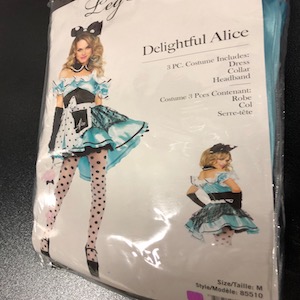 Leg
Delightful Alice
3 PC. Costume Includes:
Dress
Collar
Headband
Costume 3 Pces Contenant:
Robe
Col
Serre-tête
Size/Taille: M
Style/Modèle: 85510